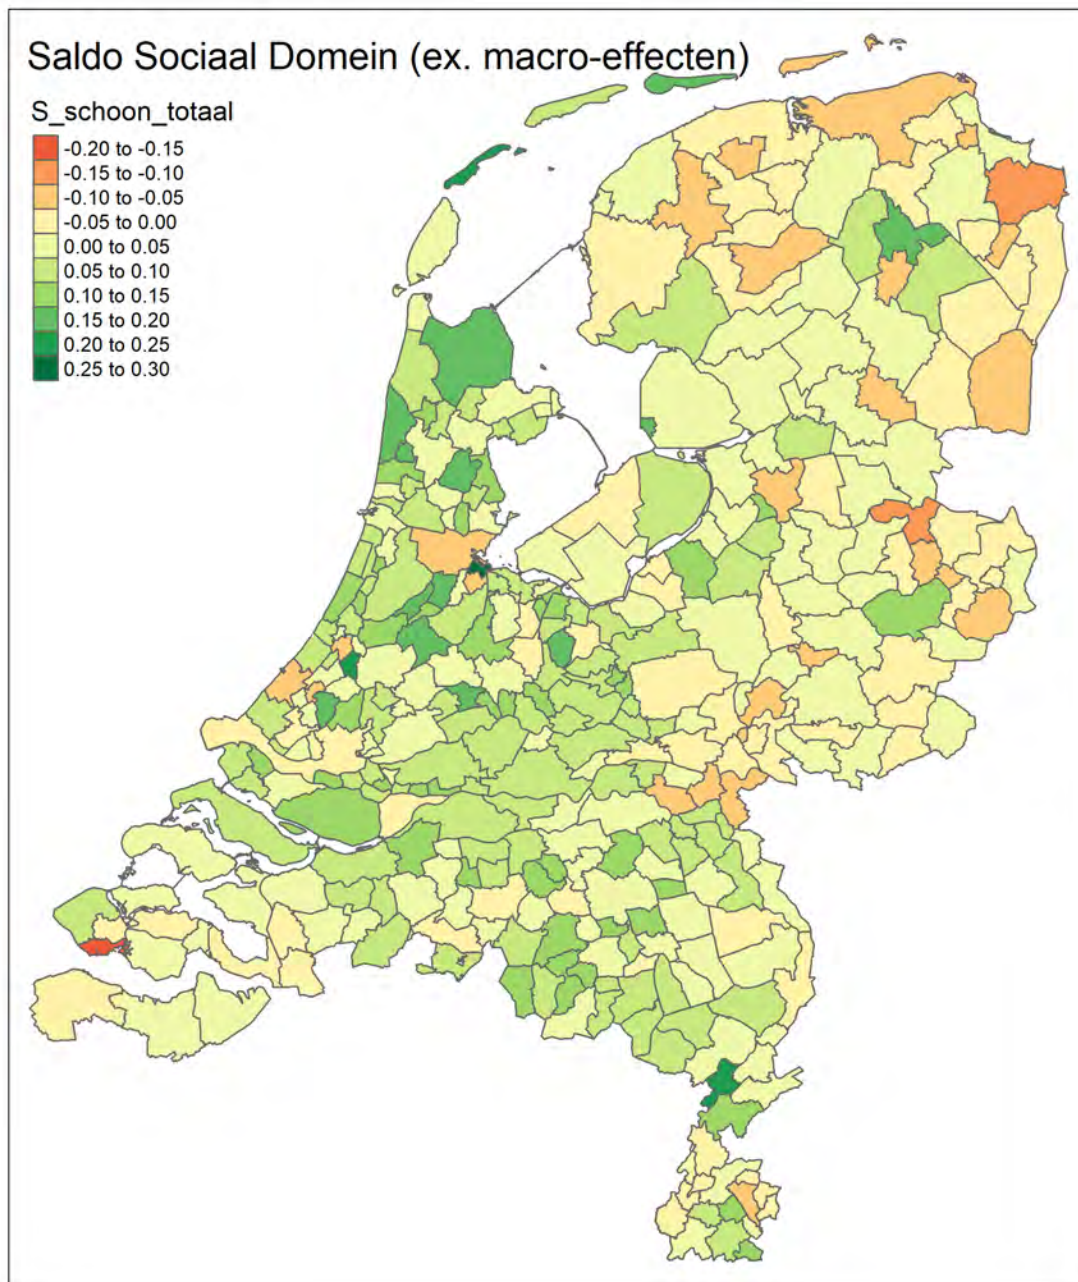 Saldo Sociaal Domein (ex. macro-effecten)
S_schoon_totaal
-0.20 to -0.15
-0.15 to -0.10
-0.10 to -0.05
-0.05 to 0.00
0.00 to 0.05
0.05 to 0.10
0.10 to 0.15
0.15 to 0.20
0.20 to 0.25
0.25 to 0.30